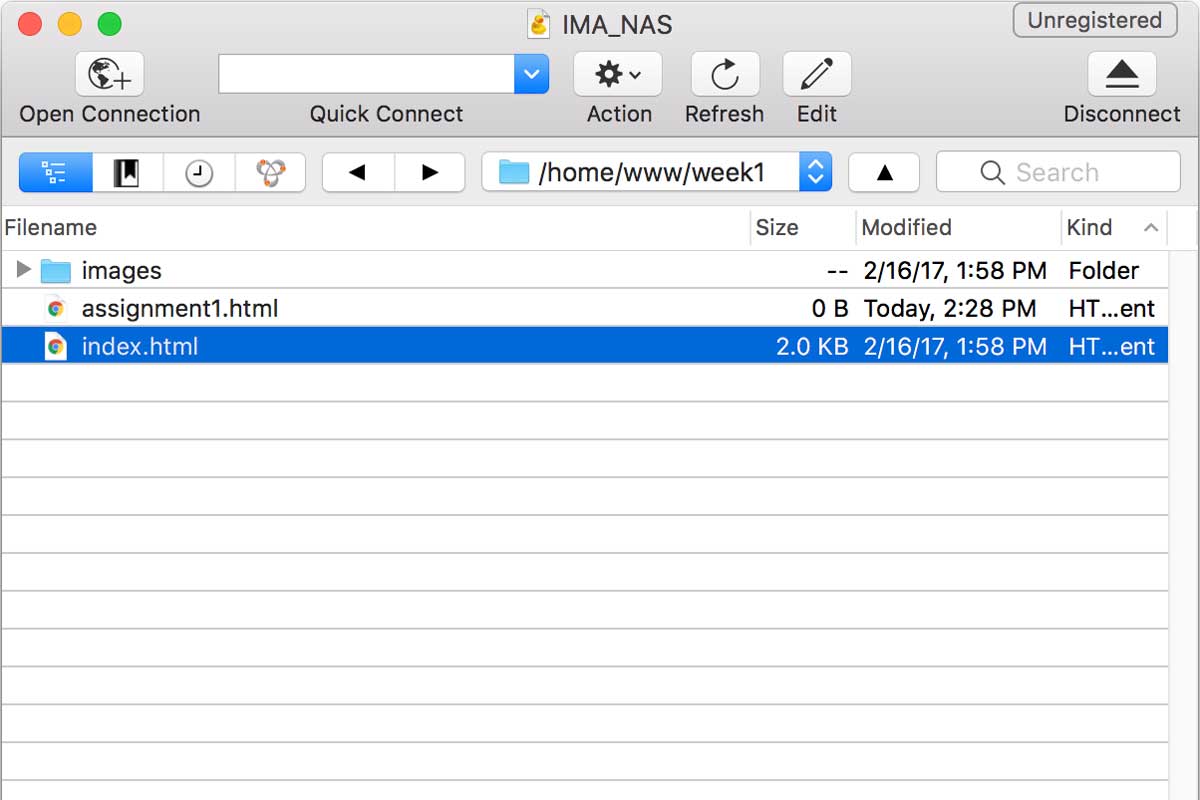 IMA_NAS
Unregistered
Open Connection Quick Connect Action Refresh Edit Disconnect
/home/www/week1 Search
Filename Size Modified Kind
images -- 2/16/17, 1:58 PM Folder
assignment1.html 0 B Today, 2:28 PM HT...ent
index.html 2.0 KB 2/16/17, 1:58 PM HT...ent